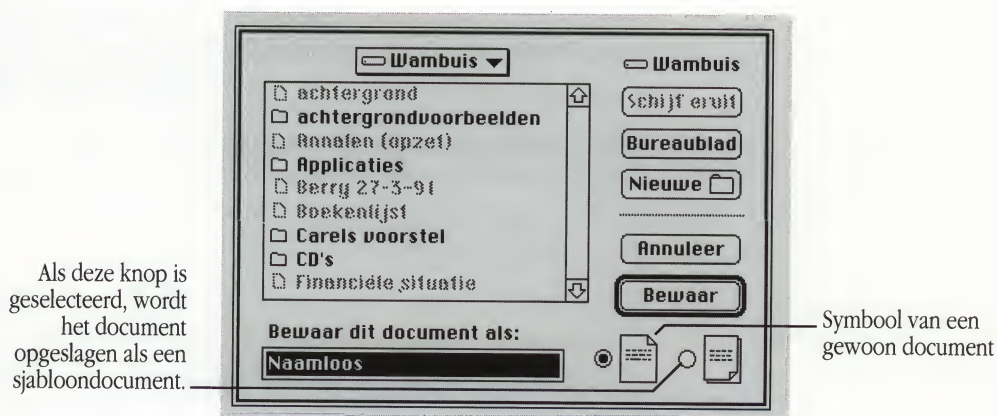 Wambuis
Wambuis
achtergrond
achtergrondvoorbeelden
Annalen (opzet)
Applicaties
Berry 27-3-91
Boekenlijst
Carels voorstel
CD's
Financiële situatie
Schijf eruit
Bureaublad
Nieuwe
Annuleer
Bewaar
Bewaar dit document als:
Naamloos
Als deze knop is
geselecteerd, wordt
het document
opgeslagen als een
sjabloondocument.
Symbool van een
gewoon document